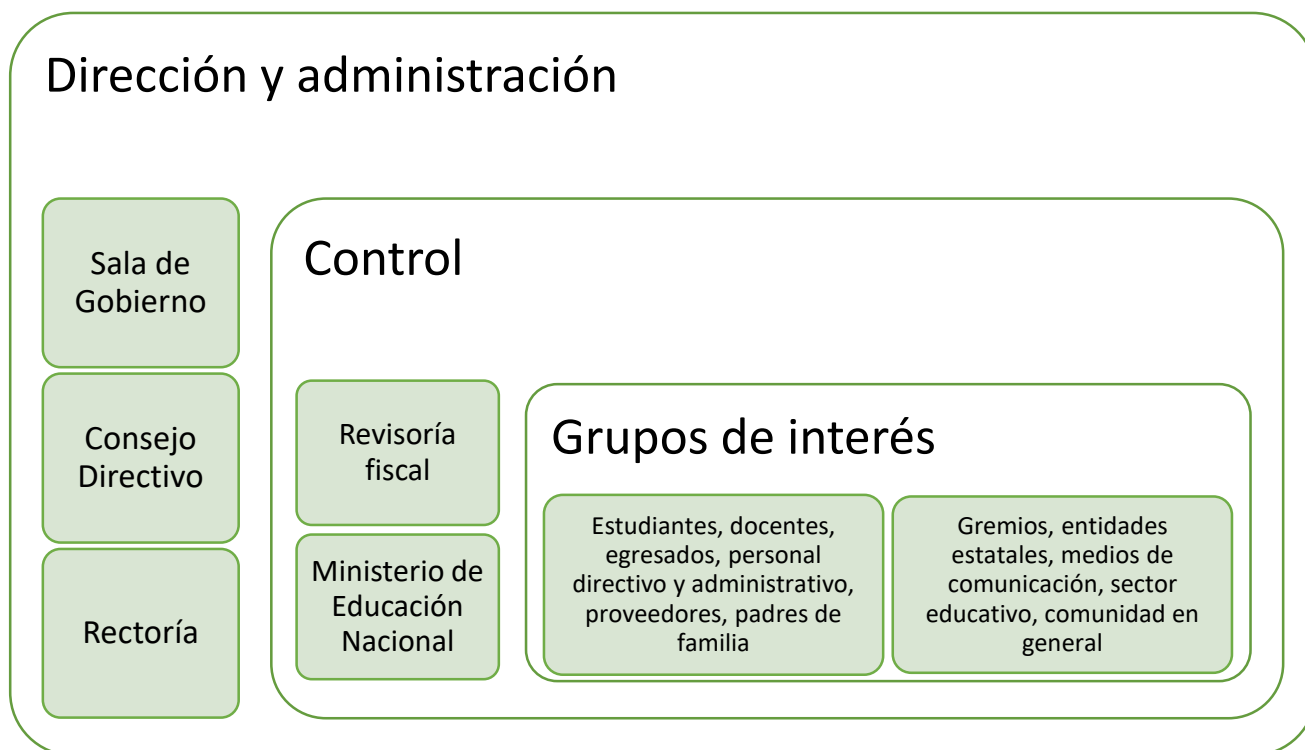 Dirección y administración
Sala de
Gobierno
Consejo
Directivo
Rectoría
Control
Revisoría
fiscal
Ministerio de
Educación
Nacional
Grupos de interés
Estudiantes, docentes,
egresados, personal
directivo y administrativo,
proveedores, padres de
familia
Gremios, entidades
estatales, medios de
comunicación, sector
educativo, comunidad en
general